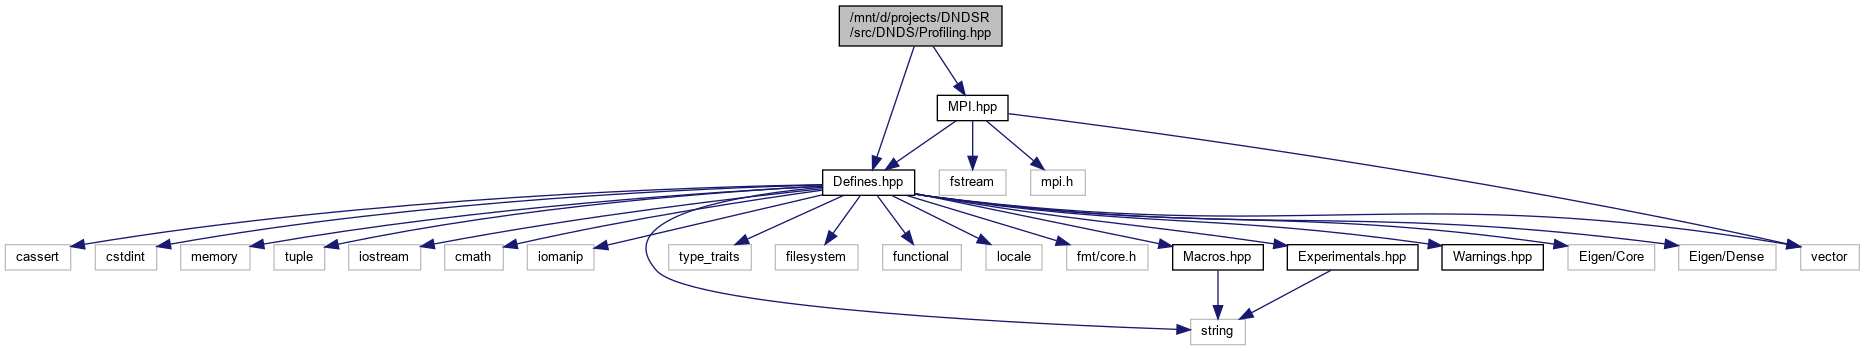 /mnt/d/projects/DNDSR
/src/DNDS/Profiling.hpp
MPI.hpp
Defines.hpp
fstream
mpi.h
cassert
cstdint
memory
tuple
iostream
cmath
iomanip
type_traits
filesystem
functional
locale
fmt/core.h
Macros.hpp
Experimentals.hpp
Warnings.hpp
Eigen/Core
Eigen/Dense
vector
string